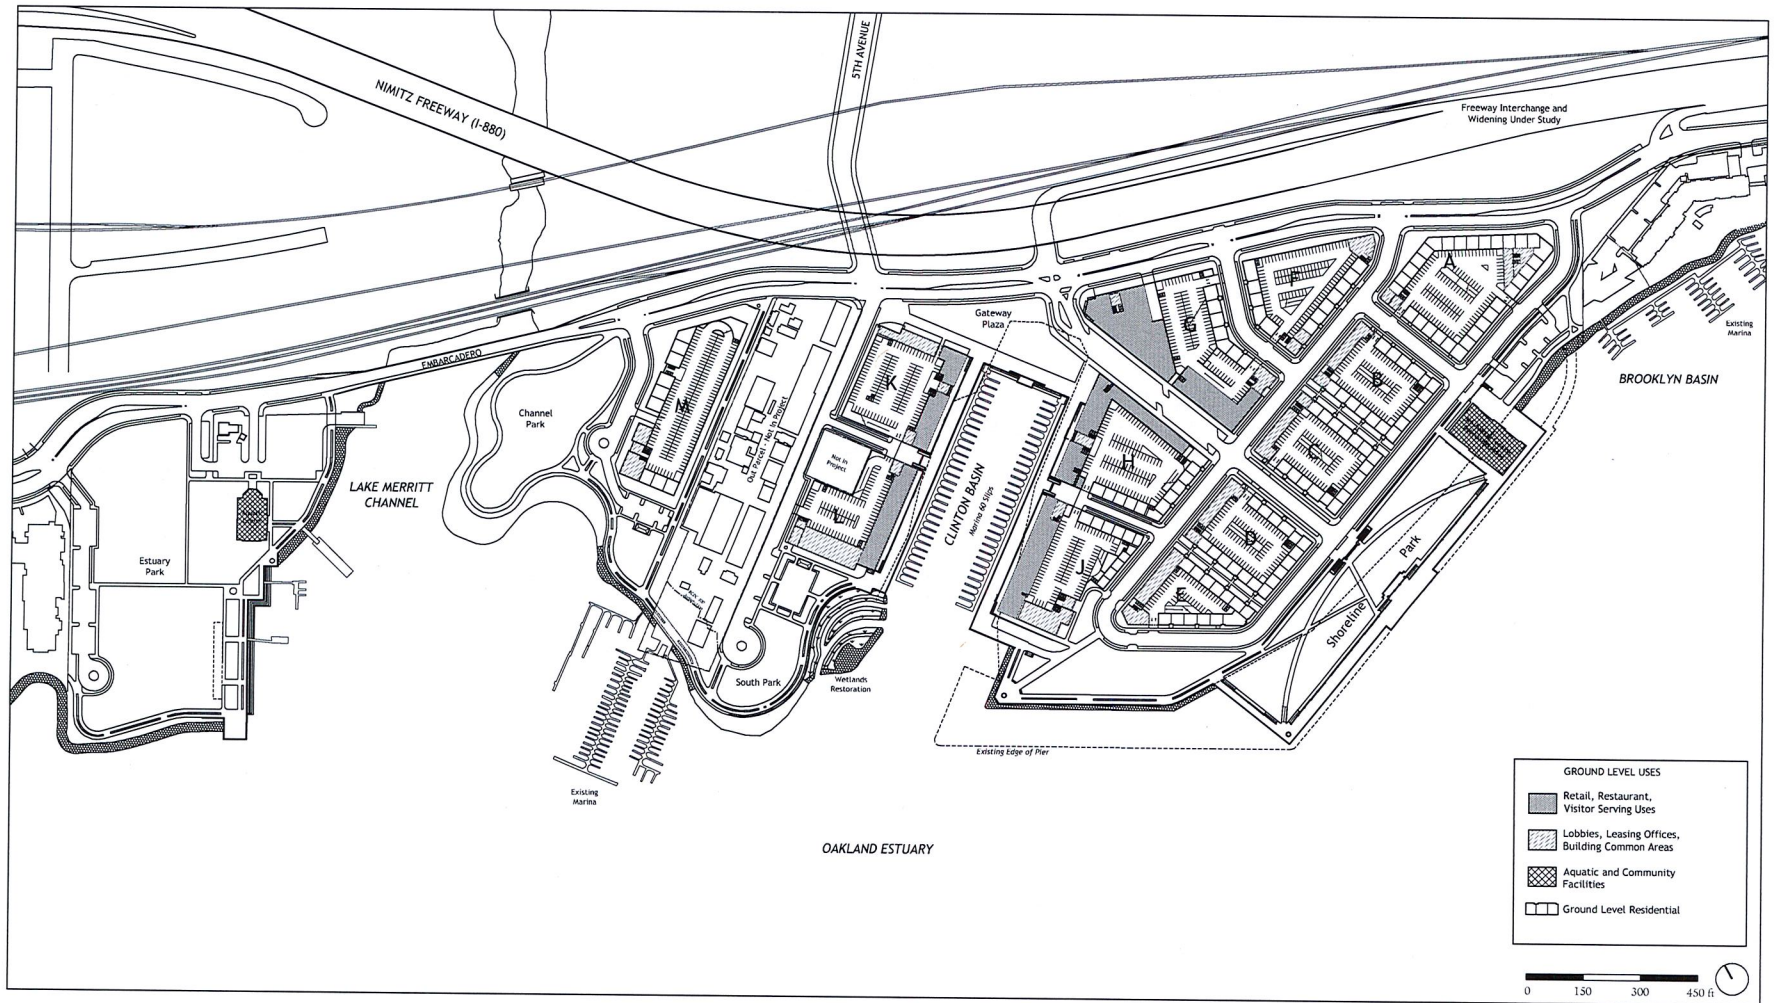 5TH AVENUE
NIMITZ FREEWAY (I-880)
Freeway Interchange and
Widening Under Study
EMBARCADERO
Gateway
Plaza
F
A
G
K
B
M
Existing
Marina
BROOKLYN BASIN
Channel
Park
Out Parcel - Not In Project
Not In
Project
H
C
LAKE MERRITT
CHANNEL
CLINTON BASIN
Marina 60 Slips
L
D
J
E
Estuary
Park
Shoreline Park
South Park
Wetlands
Restoration
Existing Edge of Pier
Existing
Marina
OAKLAND ESTUARY
GROUND LEVEL USES
Retail, Restaurant,
Visitor Serving Uses
Lobbies, Leasing Offices,
Building Common Areas
Aquatic and Community
Facilities
Ground Level Residential
0 150 300 450 ft